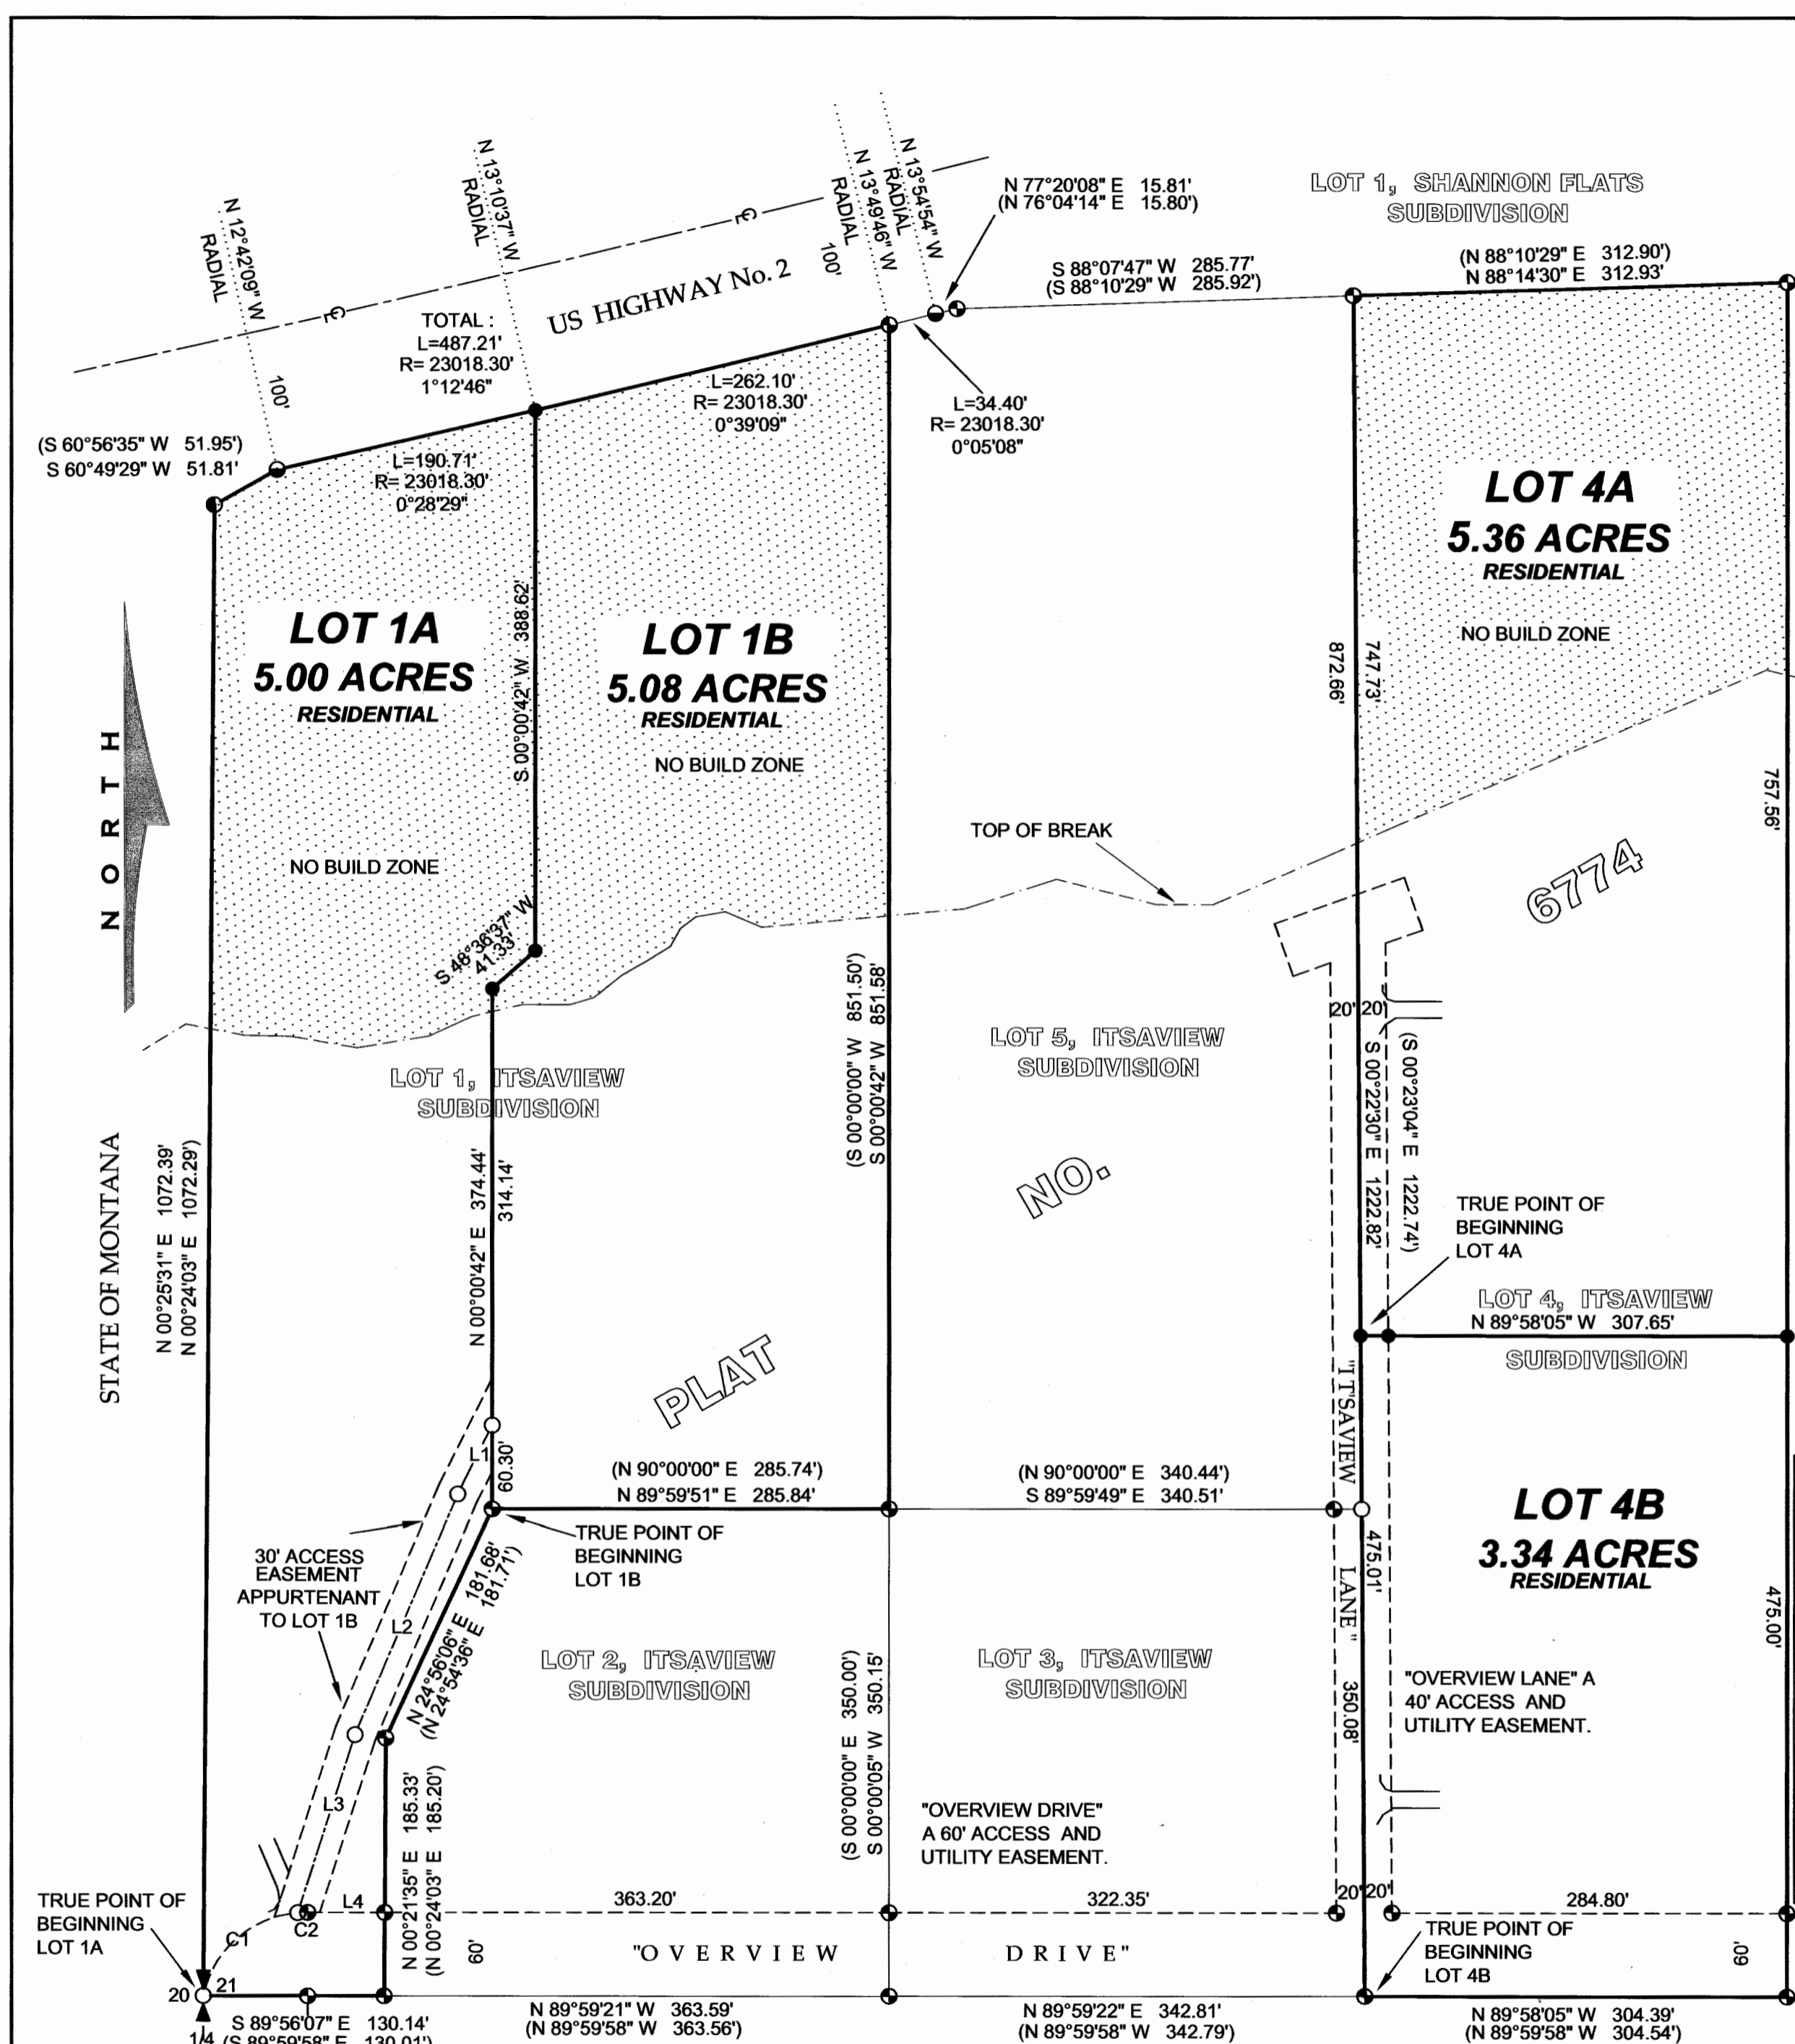 N 12°42'09" W
RADIAL
100'
N 13°10'37" W
RADIAL
N 13°49'46" W
RADIAL
100'
N 13°54'54" W
RADIAL
N 77°20'08" E 15.81'
(N 76°04'14" E 15.80')
LOT 1, SHANNON FLATS
SUBDIVISION
(N 88°10'29" E 312.90')
N 88°14'30" E 312.93'
S 88°07'47" W 285.77'
(S 88°10'29" W 285.92')
US HIGHWAY No. 2
TOTAL :
L=487.21'
R= 23018.30'
1°12'46"
L=262.10'
R= 23018.30'
0°39'09"
L=34.40'
R= 23018.30'
0°05'08"
(S 60°56'35" W 51.95')
S 60°49'29" W 51.81'
L=190.71'
R= 23018.30'
0°28'29"
LOT 4A
5.36 ACRES
RESIDENTIAL
NO BUILD ZONE
LOT 1A
5.00 ACRES
RESIDENTIAL
NO BUILD ZONE
S 00°00'42" W 388.62'
LOT 1B
5.08 ACRES
RESIDENTIAL
NO BUILD ZONE
872.66'
747.73'
757.56'
NORTH
TOP OF BREAK
6774
S 48°36'37" W
41.33'
(S 00°00'00" W 851.50')
S 00°00'42" W 851.58'
20' 20'
LOT 5, ITSAVIEW
SUBDIVISION
S 00°22'30" E 1222.82'
(S 00°23'04" E 1222.74')
LOT 1, ITSAVIEW
SUBDIVISION
STATE OF MONTANA
N 00°25'31" E 1072.39'
N 00°24'03" E 1072.29')
N 00°00'42" E 374.44'
314.14'
NO.
TRUE POINT OF
BEGINNING
LOT 4A
LOT 4, ITSAVIEW
N 89°58'05" W 307.65'
SUBDIVISION
PLAT
"ITSAVIEW LANE"
L1
60.30'
(N 90°00'00" E 285.74')
N 89°59'51" E 285.84'
(N 90°00'00" E 340.44')
S 89°59'49" E 340.51'
LOT 4B
3.34 ACRES
RESIDENTIAL
475.01'
475.00'
TRUE POINT OF
BEGINNING
LOT 1B
30' ACCESS
EASEMENT
APPURTENANT
TO LOT 1B
L2
N 24°56'06" E 181.68'
(N 24°54'36" E 181.71')
LOT 2, ITSAVIEW
SUBDIVISION
LOT 3, ITSAVIEW
SUBDIVISION
(S 00°00'00" E 350.00')
S 00°00'05" W 350.15'
350.08'
"OVERVIEW LANE" A
40' ACCESS AND
UTILITY EASEMENT.
L3
N 00°21'35" E 185.33'
(N 00°24'03" E 185.20')
"OVERVIEW DRIVE"
A 60' ACCESS AND
UTILITY EASEMENT.
TRUE POINT OF
BEGINNING
LOT 1A
C1
C2
L4
363.20'
322.35'
20' 20'
284.80'
60'
"OVERVIEW DRIVE"
TRUE POINT OF
BEGINNING
LOT 4B
60'
20
21
1/4
S 89°56'07" E 130.14'
(S 89°59'58" E 130.01')
N 89°59'21" W 363.59'
(N 89°59'58" W 363.56')
N 89°59'22" E 342.81'
(N 89°59'58" W 342.79')
N 89°58'05" W 304.39'
(N 89°59'58" W 304.54')